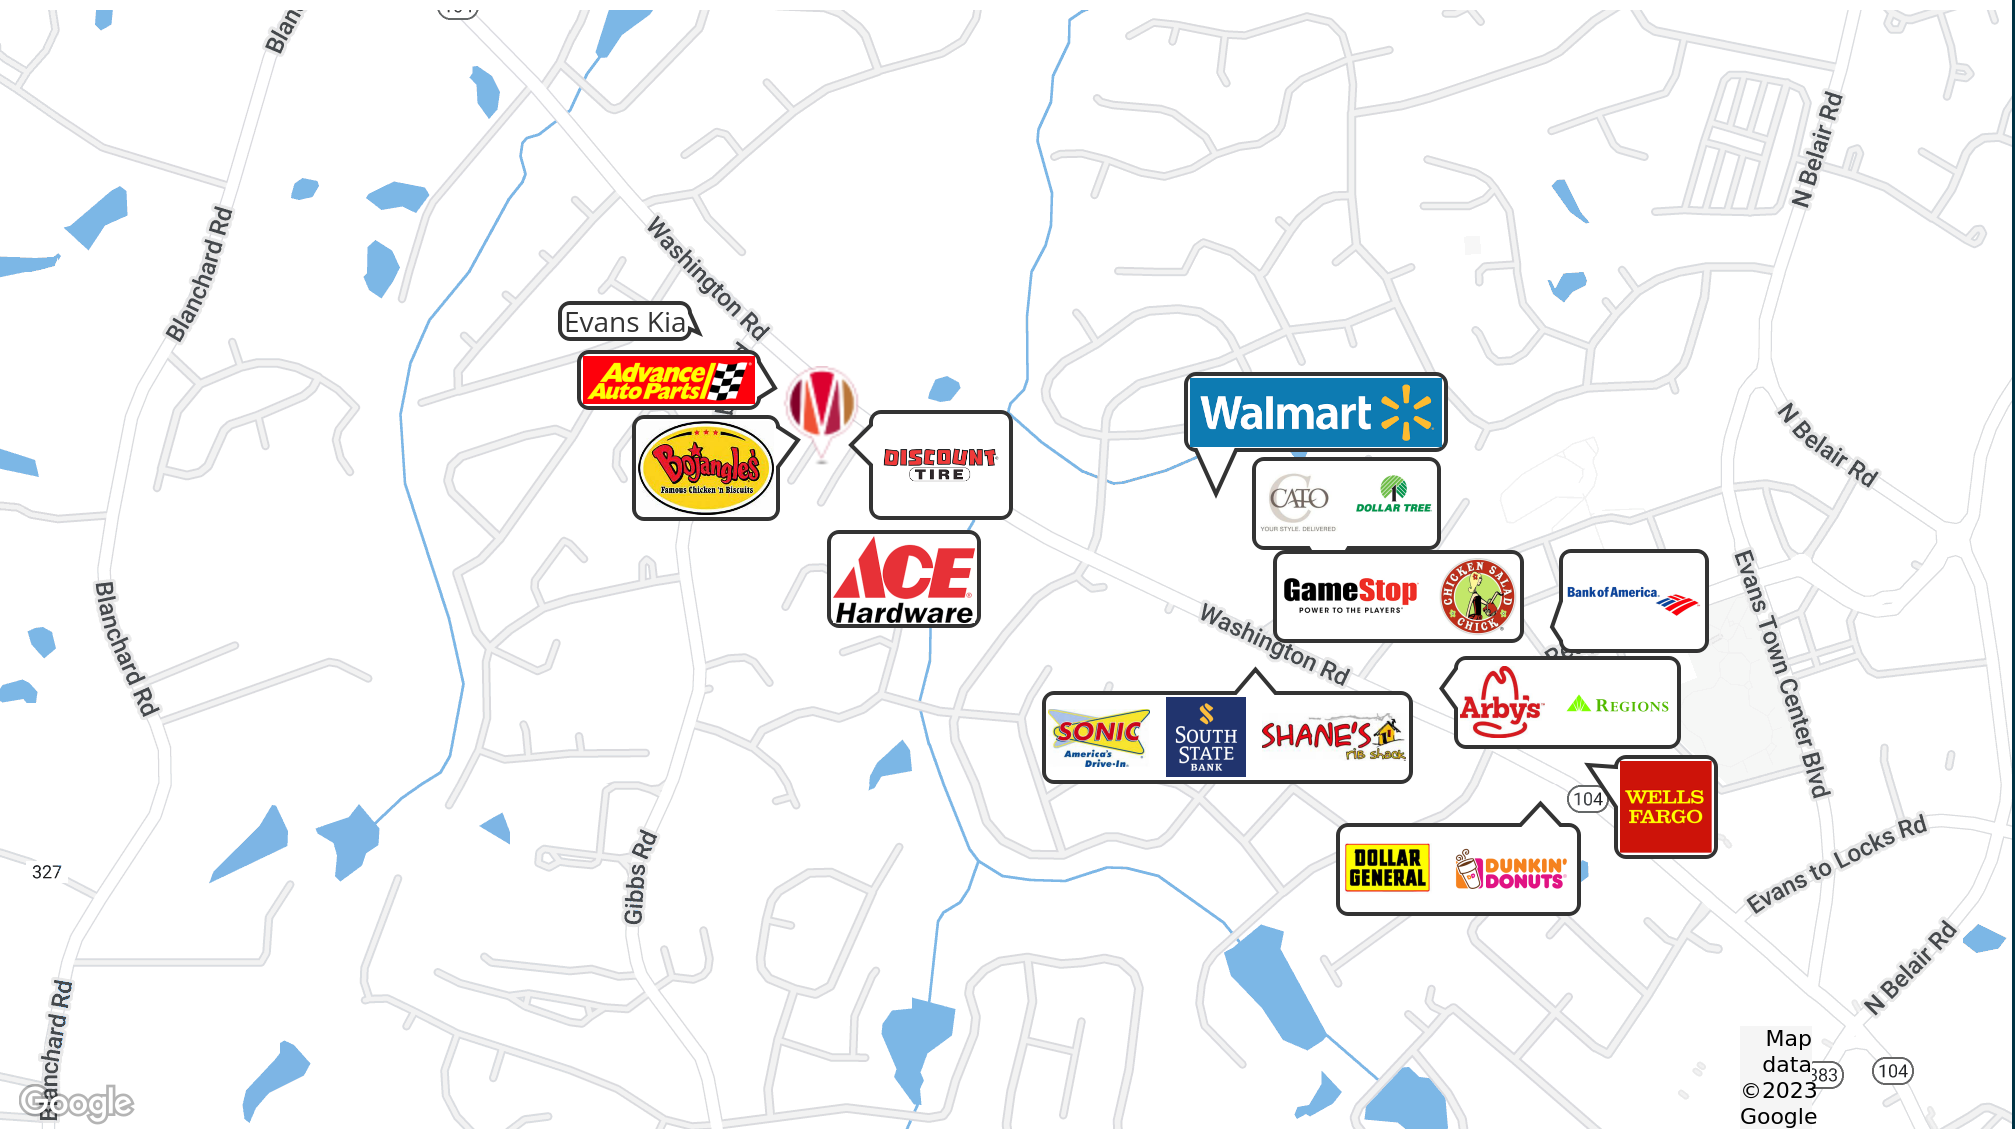 Blan
N Belair Rd
Blanchard Rd
Washington Rd
Evans Kia
Advance
Auto Parts
Bojangles'
Famous Chicken 'n Biscuits
M
DISCOUNT
TIRE
Walmart
N Belair Rd
CATO
YOUR STYLE. DELIVERED
DOLLAR TREE
ACE
Hardware
GameStop
POWER TO THE PLAYERS
CHICKEN SALAD
CHICK
Bank of America
Blanchard Rd
Washington Rd
Evans Town Center Blvd
Arby's
REGIONS
SONIC
America's
Drive-In
SOUTH
STATE
BANK
SHANE'S
rib shack
104
WELLS
FARGO
DOLLAR
GENERAL
DUNKIN'
DONUTS
Gibbs Rd
Evans to Locks Rd
327
N Belair Rd
Blanchard Rd
383
104
Google
Map
data
©2023
Google